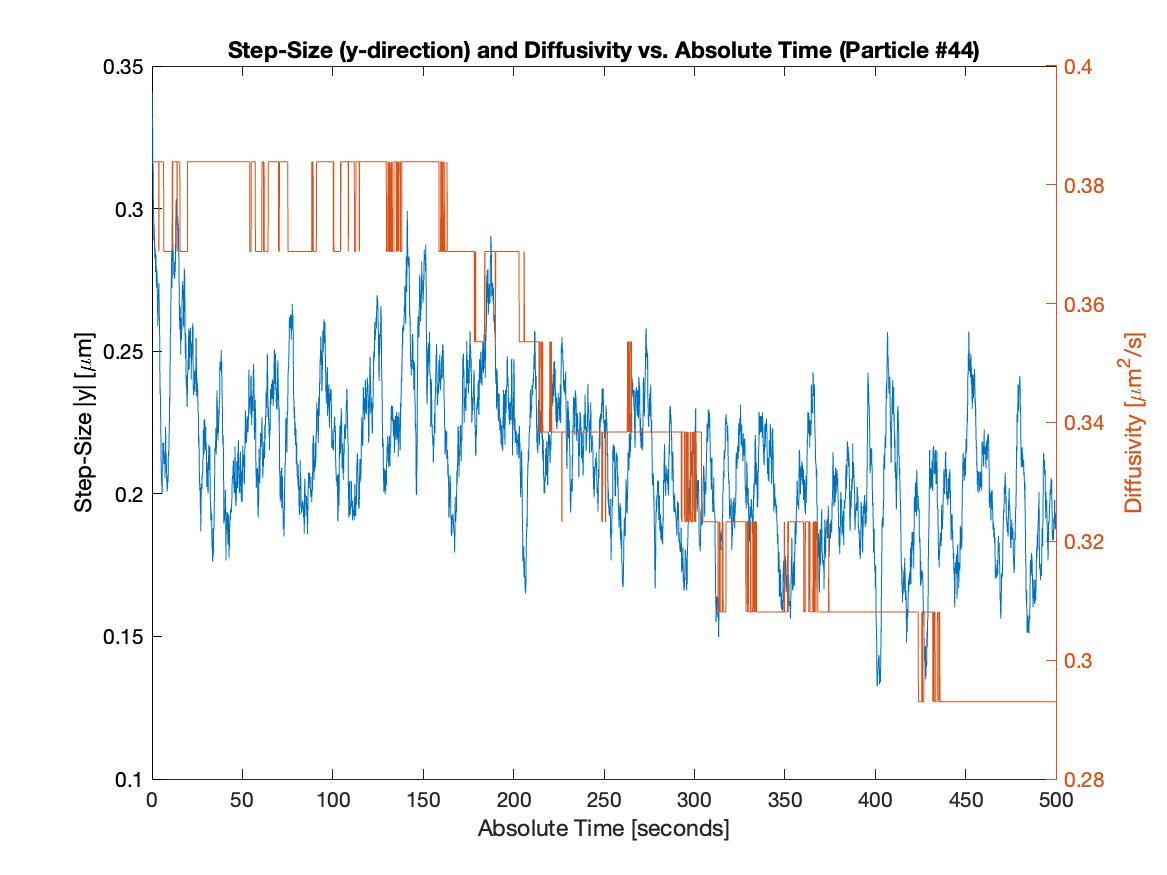 Step-Size (y-direction) and Diffusivity vs. Absolute Time (Particle #44)
0.35
0.3
0.25
0.2
0.15
0.1
Step-Size |y| [μm]
0.4
0.38
0.36
0.34
0.32
0.3
0.28
Diffusivity [μm²/s]
0 50 100 150 200 250 300 350 400 450 500
Absolute Time [seconds]